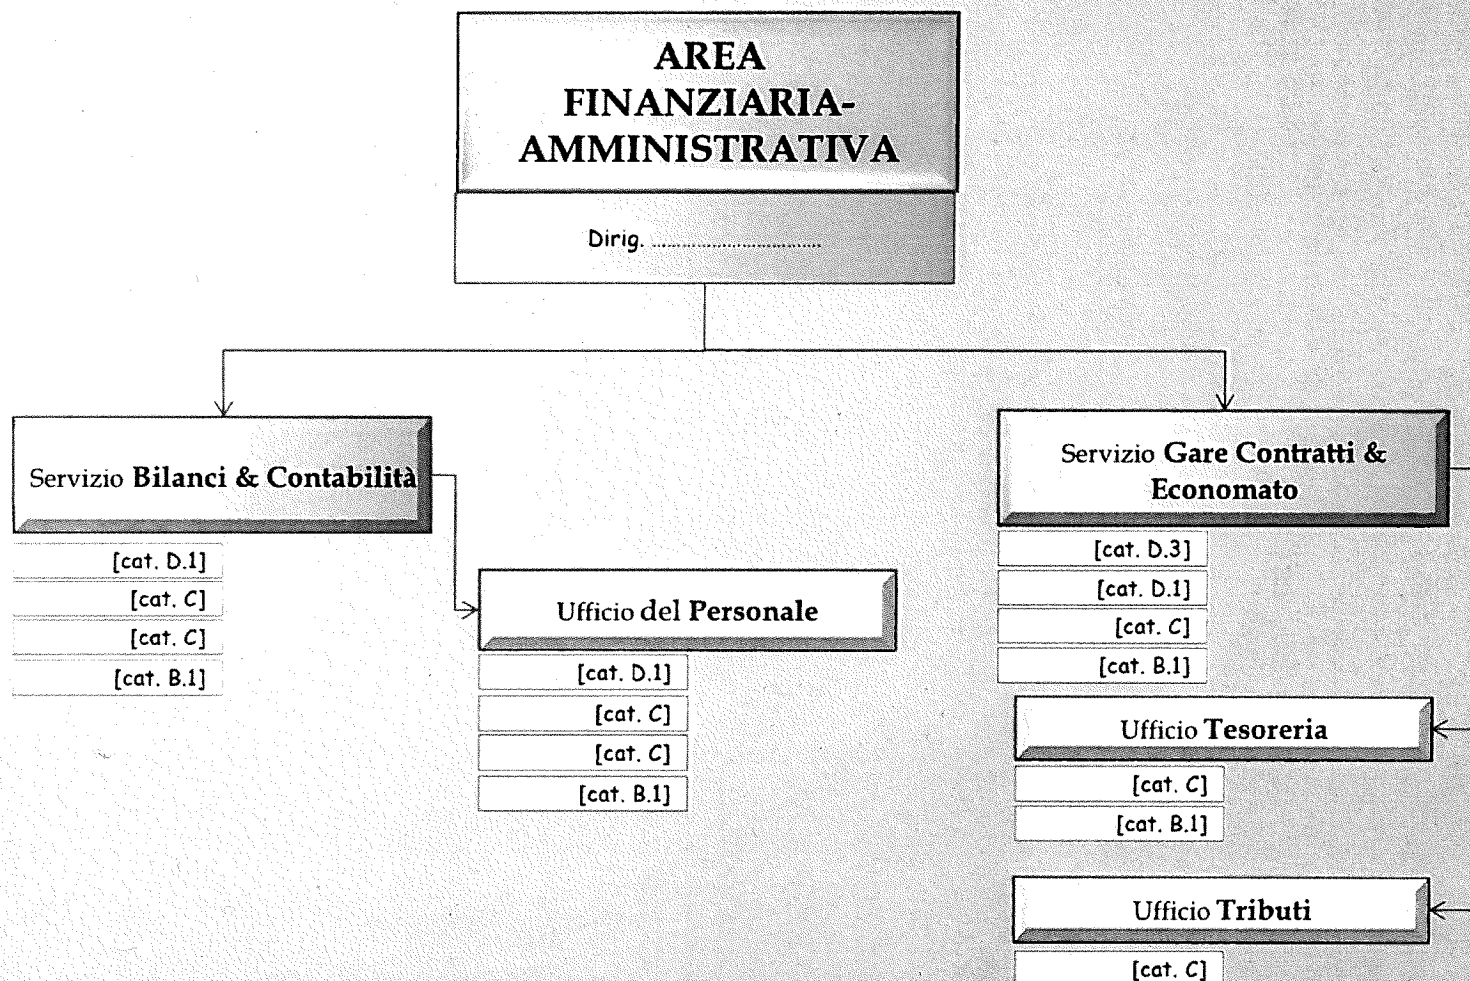 AREA
FINANZIARIA-
AMMINISTRATIVA
Dirig. ................................
Servizio Bilanci & Contabilità
[cat. D.1]
[cat. C]
[cat. C]
[cat. B.1]
Ufficio del Personale
[cat. D.1]
[cat. C]
[cat. C]
[cat. B.1]
Servizio Gare Contratti &
Economato
[cat. D.3]
[cat. D.1]
[cat. C]
[cat. B.1]
Ufficio Tesoreria
[cat. C]
[cat. B.1]
Ufficio Tributi
[cat. C]